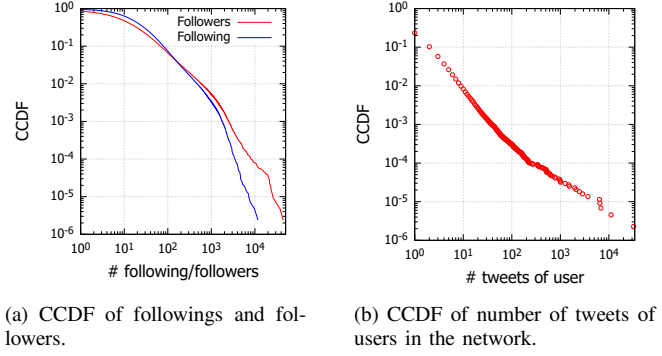 10^0
10^-1
10^-2
10^-3
10^-4
10^-5
10^-6
CCDF
Followers
Following
10^0 10^1 10^2 10^3 10^4
# following/followers
10^0
10^-1
10^-2
10^-3
10^-4
10^-5
10^-6
CCDF
10^1 10^2 10^3 10^4
# tweets of user
(a) CCDF of followings and fol-
lowers.
(b) CCDF of number of tweets of
users in the network.